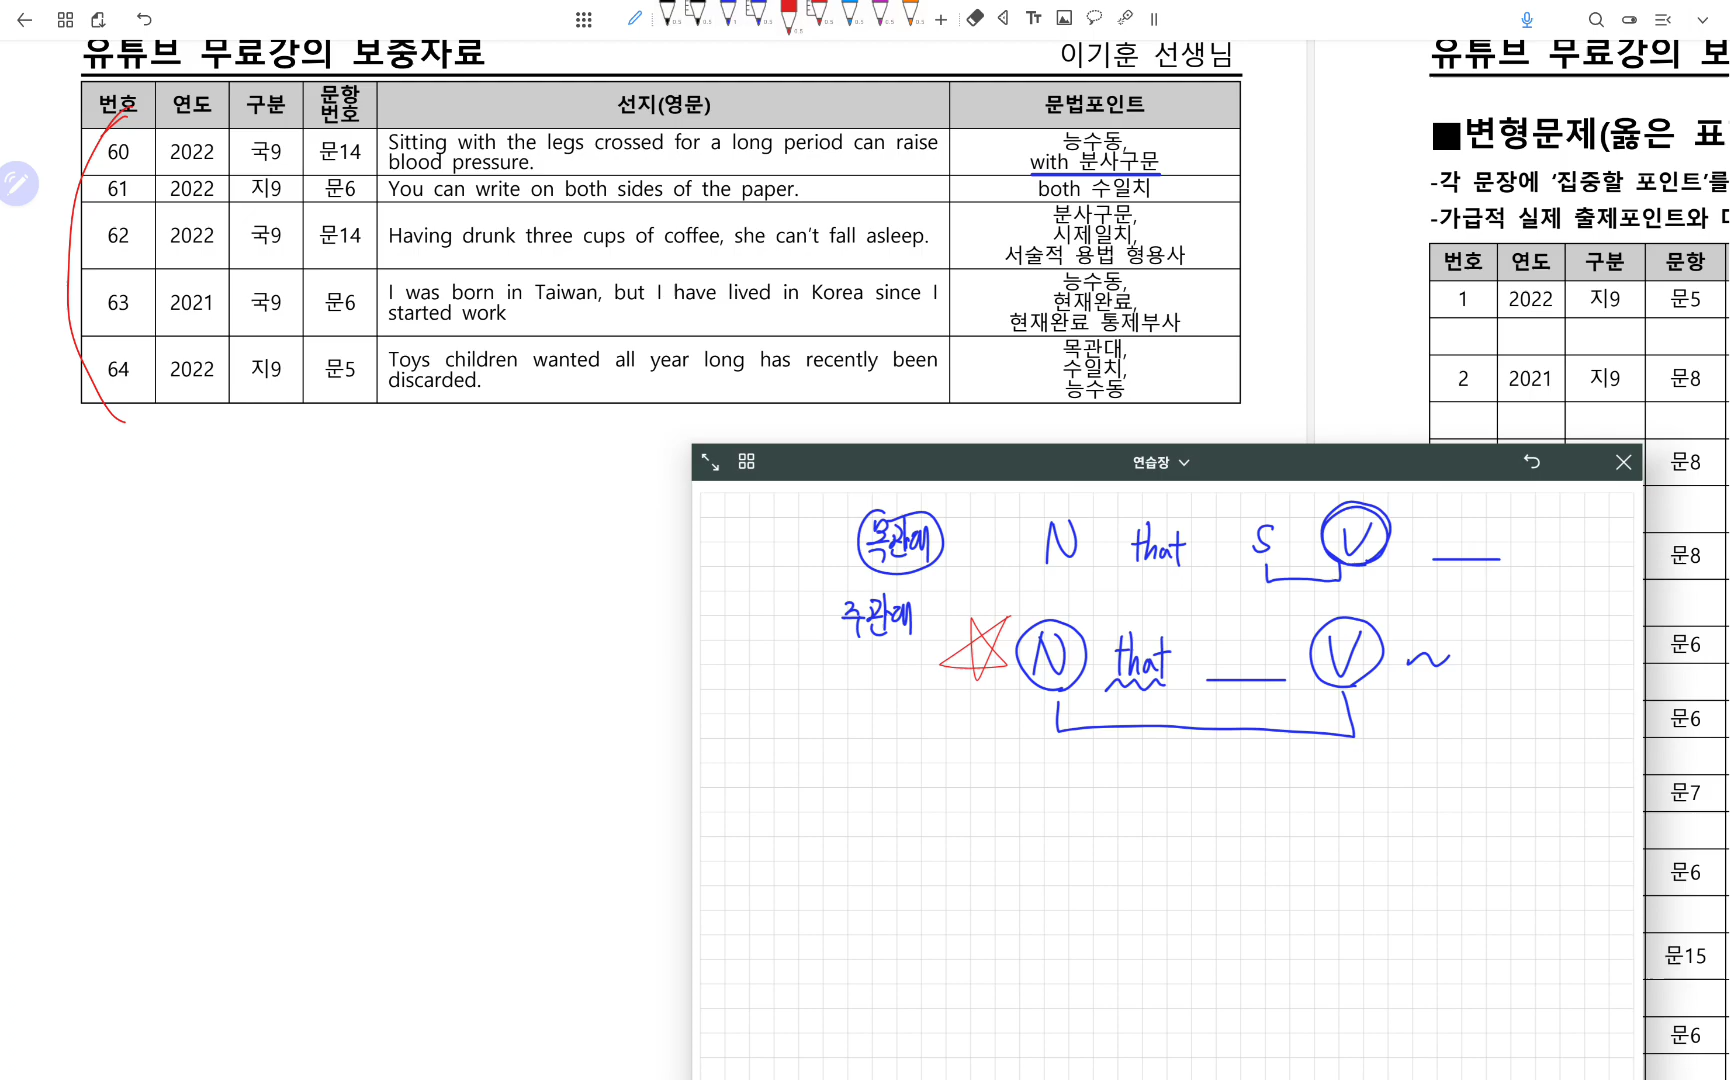 유튜브 무료강의 보충자료 이기훈 선생님
번호 연도 구분 문항 번호 선지(영문) 문법포인트
60 2022 국9 문14 Sitting with the legs crossed for a long period can raise blood pressure. 능수동, with 분사구문
61 2022 지9 문6 You can write on both sides of the paper. both 수일치
62 2022 국9 문14 Having drunk three cups of coffee, she can't fall asleep. 분사구문, 시제일치, 서술적 용법 형용사
63 2021 국9 문6 I was born in Taiwan, but I have lived in Korea since I started work 능수동, 현재완료, 현재완료 통제부사
64 2022 지9 문5 Toys children wanted all year long has recently been discarded. 목관대, 수일치, 능수동
유튜브 무료강의 보
■변형문제(옳은 표
-각 문장에 '집중할 포인트'를
-가급적 실제 출제포인트와
번호 연도 구분 문항
1 2022 지9 문5
2 2021 지9 문8
문8
문8
문6
문6
문7
문6
문15
문6
연습장
목관대 N that S V
주관대
N that V ~